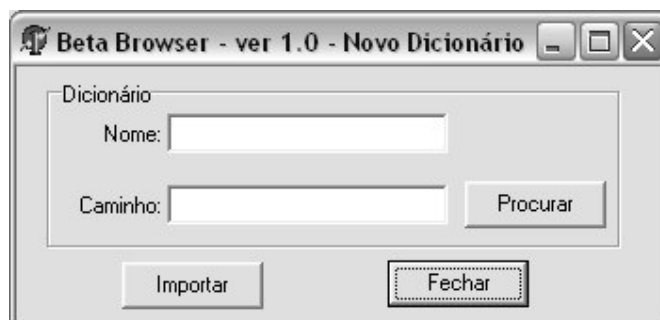 Beta Browser - ver 1.0 - Novo Dicionário
Dicionário
Nome:
Caminho:
Procurar
Importar
Fechar